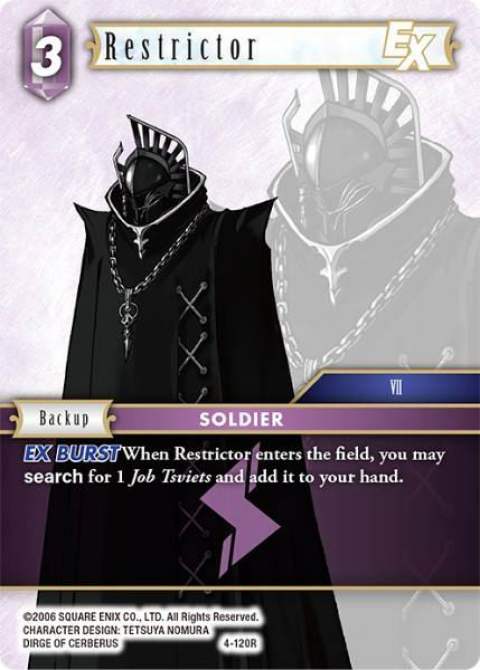 3
Restrictor
EX
VII
Backup
SOLDIER
EX BURST When Restrictor enters the field, you may
search for 1 Job Tsviets and add it to your hand.
©2006 SQUARE ENIX CO., LTD. All Rights Reserved.
CHARACTER DESIGN: TETSUYA NOMURA
DIRGE OF CERBERUS
4-120R